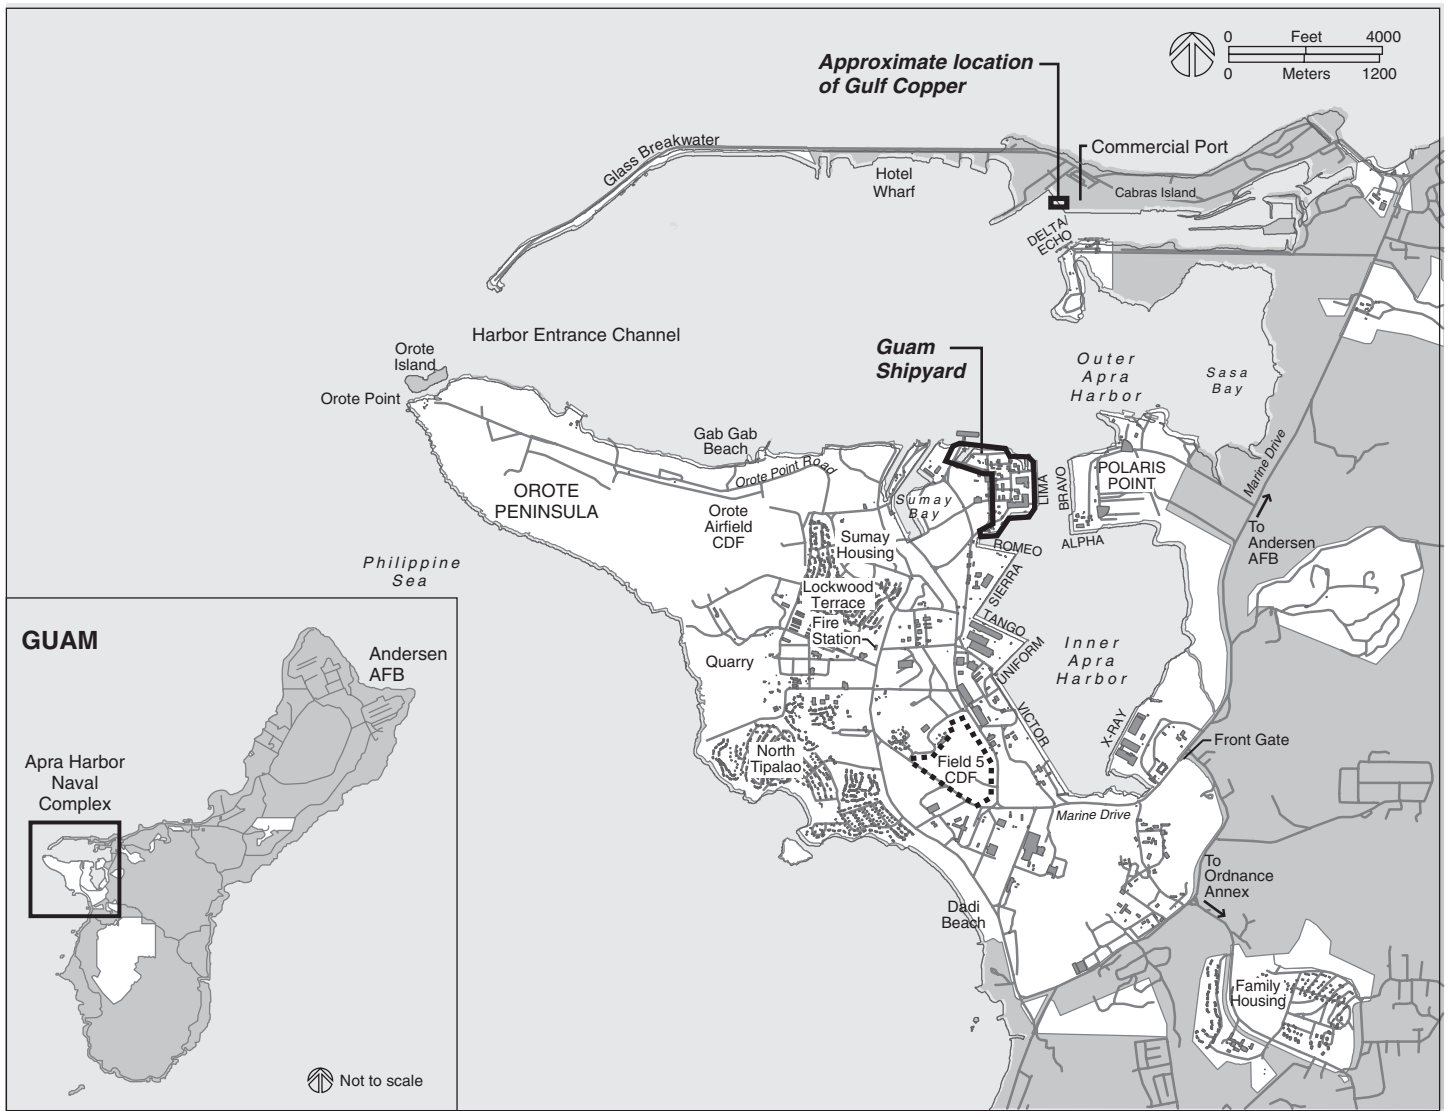 0 Feet 4000
0 Meters 1200
Approximate location
of Gulf Copper
Glass Breakwater
Commercial Port
Hotel
Wharf
Cabras Island
DELTA/
ECHO
Harbor Entrance Channel
Orote
Island
Orote Point
Guam
Shipyard
Outer
Apra
Harbor
Sasa
Bay
Gab Gab
Beach
Orote Point Road
Marine Drive
OROTE
PENINSULA
Orote
Airfield
CDF
Sumay
Bay
LIMA
BRAVO
POLARIS
POINT
ALPHA
To
Andersen
AFB
Sumay
Housing
ROMEO
SIERRA
Philippine
Sea
Lockwood
Terrace
Fire
Station
TANGO
UNIFORM
Inner
Apra
Harbor
Quarry
VICTOR
X-RAY
Front Gate
North
Tipalao
Field 5
CDF
Marine Drive
To
Ordnance
Annex
Dadi
Beach
Family
Housing
GUAM
Andersen
AFB
Apra Harbor
Naval
Complex
Not to scale